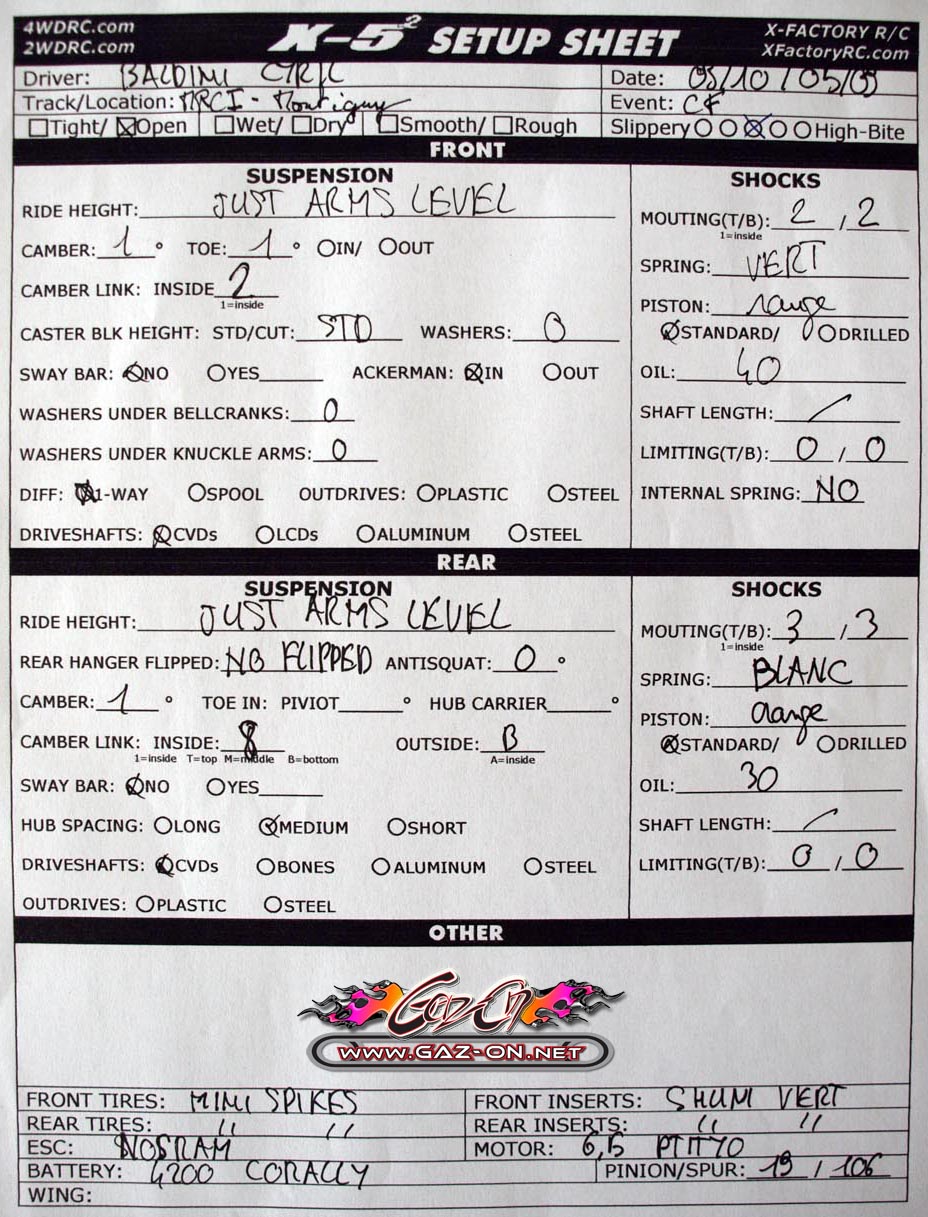 4WDRC.com
2WDRC.com
X-5² SETUP SHEET
X-FACTORY R/C
XFactoryRC.com
Driver: BALDINI CYRIL
Date: 09/10/05/09
Track/Location: MRCI - Montigny
Event: CF
Tight/ Open Wet/ Dry Smooth/ Rough Slippery High-Bite
FRONT
SUSPENSION
RIDE HEIGHT: JUST ARMS LEVEL
CAMBER: 1 ° TOE: 1 ° IN/ OUT
CAMBER LINK: INSIDE 2
1=inside
CASTER BLK HEIGHT: STD/CUT: STD WASHERS: 0
SWAY BAR: NO YES ACKERMAN: IN OUT
WASHERS UNDER BELLCRANKS: 0
WASHERS UNDER KNUCKLE ARMS: 0
DIFF: 1-WAY SPOOL OUTDRIVES: PLASTIC STEEL
DRIVESHAFTS: CVDs LCDs ALUMINUM STEEL
SHOCKS
MOUTING(T/B): 2 , 2
1=inside
SPRING: VERT
PISTON: range
STANDARD/ DRILLED
OIL: 40
SHAFT LENGTH: /
LIMITING(T/B): 0 / 0
INTERNAL SPRING: NO
REAR
SUSPENSION
RIDE HEIGHT: JUST ARMS LEVEL
REAR HANGER FLIPPED: NO FLIPPED ANTISQUAT: 0 °
CAMBER: 1 ° TOE IN: PIVIOT ° HUB CARRIER °
CAMBER LINK: INSIDE: 8 OUTSIDE: B
1=inside T=top M=middle B=bottom A=inside
SWAY BAR: NO YES
HUB SPACING: LONG MEDIUM SHORT
DRIVESHAFTS: CVDs BONES ALUMINUM STEEL
OUTDRIVES: PLASTIC STEEL
SHOCKS
MOUTING(T/B): 3 / 3
1=inside
SPRING: BLANC
PISTON: orange
STANDARD/ DRILLED
OIL: 30
SHAFT LENGTH: /
LIMITING(T/B): 0 / 0
OTHER
Gaz-On
WWW.GAZ-ON.NET
FRONT TIRES: MINI SPIKES
FRONT INSERTS: SHUM VERT
REAR TIRES: " "
REAR INSERTS: " "
ESC: NOSRAM
MOTOR: 6,5
BATTERY: 4200 CORALLY
PINION/SPUR: 19 / 106
WING: